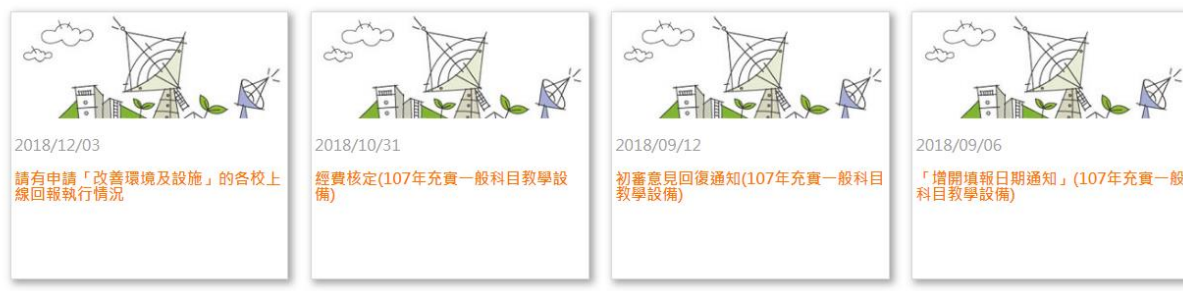 2018/12/03
請有申請「改善環境及設施」的各校上
線回報執行情況
2018/10/31
經費核定(107年充實一般科目教學設
備)
2018/09/12
初審意見回復通知(107年充實一般科目
教學設備)
2018/09/06
「增開填報日期通知」(107年充實一般
科目教學設備)